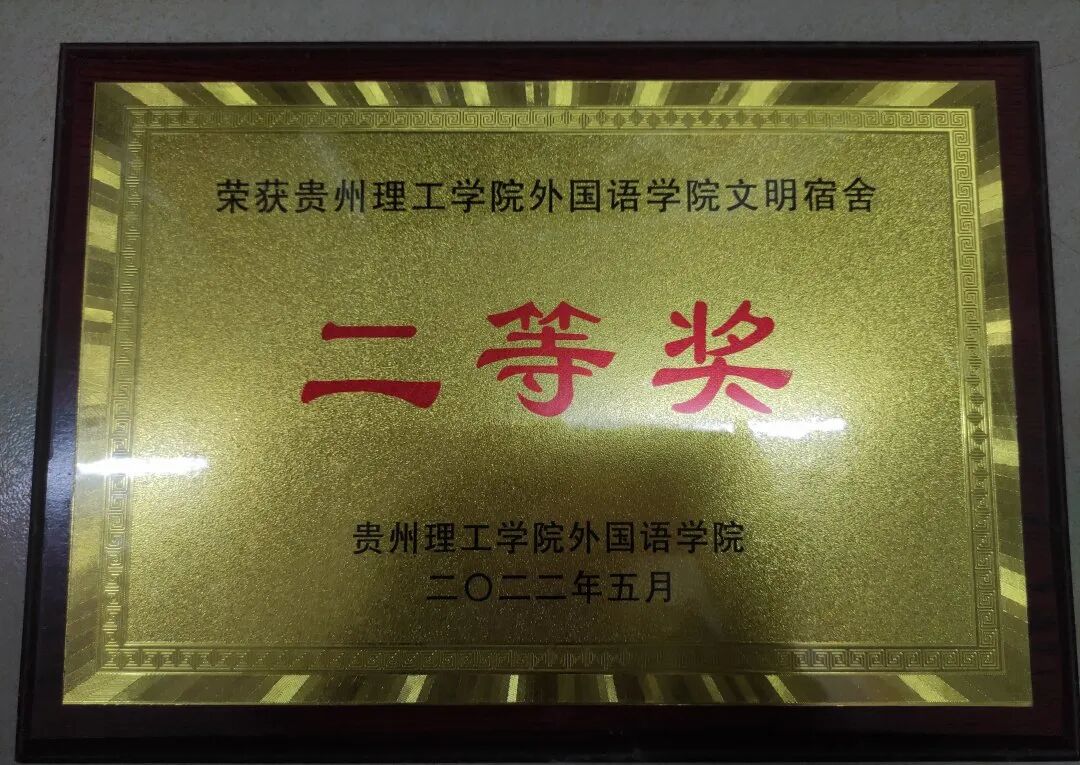 荣获贵州理工学院外国语学院文明宿舍
二等奖
贵州理工学院外国语学院
二〇二二年五月